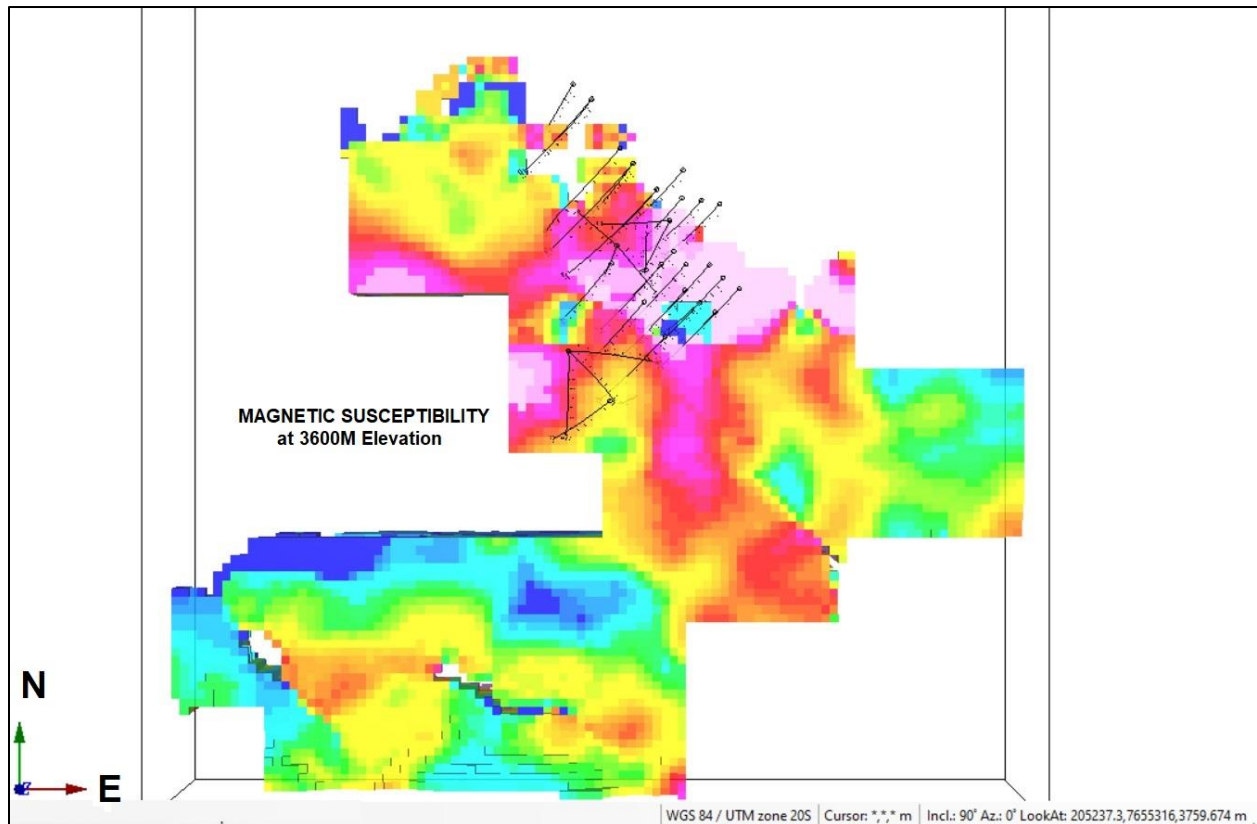 MAGNETIC SUSCEPTIBILITY
at 3600M Elevation
N
E
WGS 84 / UTM zone 20S Cursor: *,*,* m Incl.: 90° Az.: 0° LookAt: 205237.3,7655316,3759.674 m